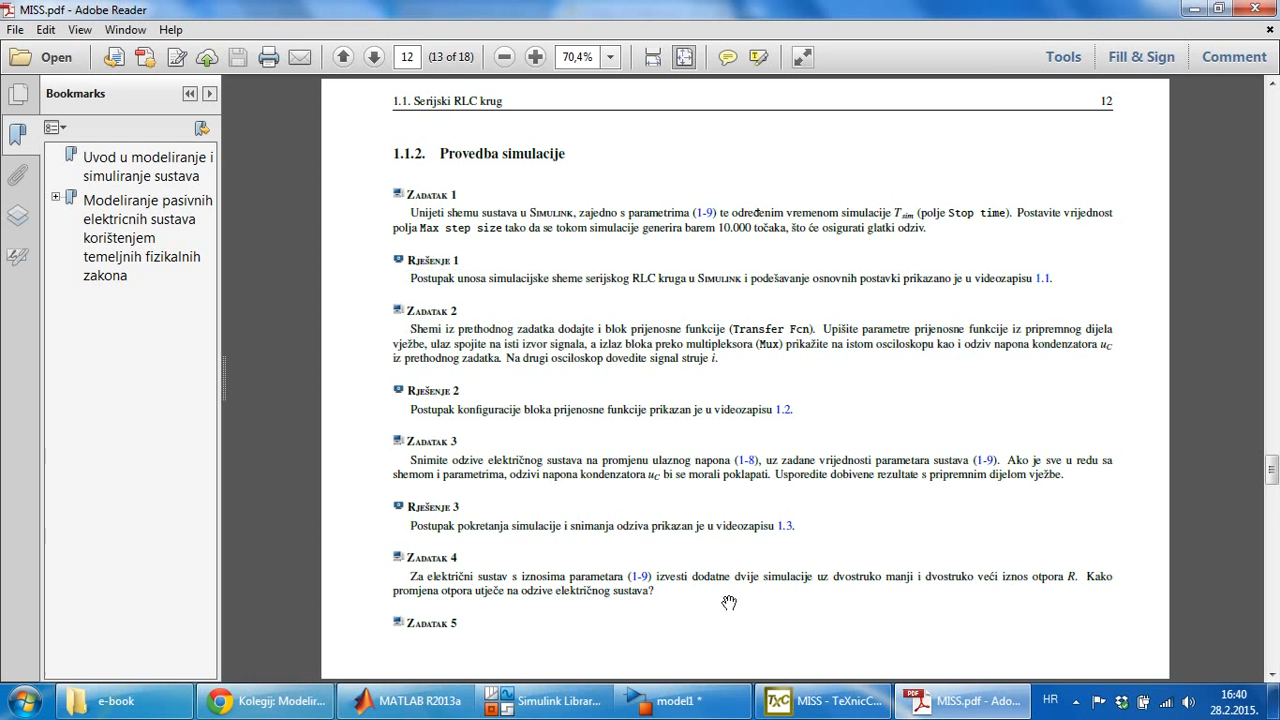 MISS.pdf - Adobe Reader
File Edit View Window Help
Open 12 (13 of 18) 70,4% Tools Fill & Sign Comment
Bookmarks
Uvod u modeliranje i
simuliranje sustava
Modeliranje pasivnih
elektricnih sustava
korištenjem
temeljnih fizikalnih
zakona
1.1. Serijski RLC krug 12
1.1.2. Provedba simulacije
ZADATAK 1
Unijeti shemu sustava u SIMULINK, zajedno s parametrima (1-9) te određenim vremenom simulacije Tsim (polje Stop time). Postavite vrijednost
polja Max step size tako da se tokom simulacije generira barem 10.000 točaka, što će osigurati glatki odziv.
RJEŠENJE 1
Postupak unosa simulacijske sheme serijskog RLC kruga u SIMULINK i podešavanje osnovnih postavki prikazano je u videozapisu 1.1.
ZADATAK 2
Shemi iz prethodnog zadatka dodajte i blok prijenosne funkcije (Transfer Fcn). Upišite parametre prijenosne funkcije iz pripremnog dijela
vježbe, ulaz spojite na isti izvor signala, a izlaz bloka preko multipleksora (Mux) prikažite na istom osciloskopu kao i odziv napona kondenzatora uC
iz prethodnog zadatka. Na drugi osciloskop dovedite signal struje i.
RJEŠENJE 2
Postupak konfiguracije bloka prijenosne funkcije prikazan je u videozapisu 1.2.
ZADATAK 3
Snimite odzive električnog sustava na promjenu ulaznog napona (1-8), uz zadane vrijednosti parametara sustava (1-9). Ako je sve u redu sa
shemom i parametrima, odzivi napona kondenzatora uC bi se morali poklapati. Usporedite dobivene rezultate s pripremnim dijelom vježbe.
RJEŠENJE 3
Postupak pokretanja simulacije i snimanja odziva prikazan je u videozapisu 1.3.
ZADATAK 4
Za električni sustav s iznosima parametara (1-9) izvesti dodatne dvije simulacije uz dvostruko manji i dvostruko veći iznos otpora R. Kako
promjena otpora utječe na odzive električnog sustava?
ZADATAK 5
e-book Kolegij: Modelir... MATLAB R2013a Simulink Librar... model1 * MISS - TeXnicC... MISS.pdf - Ado... HR 16:40
28.2.2015.